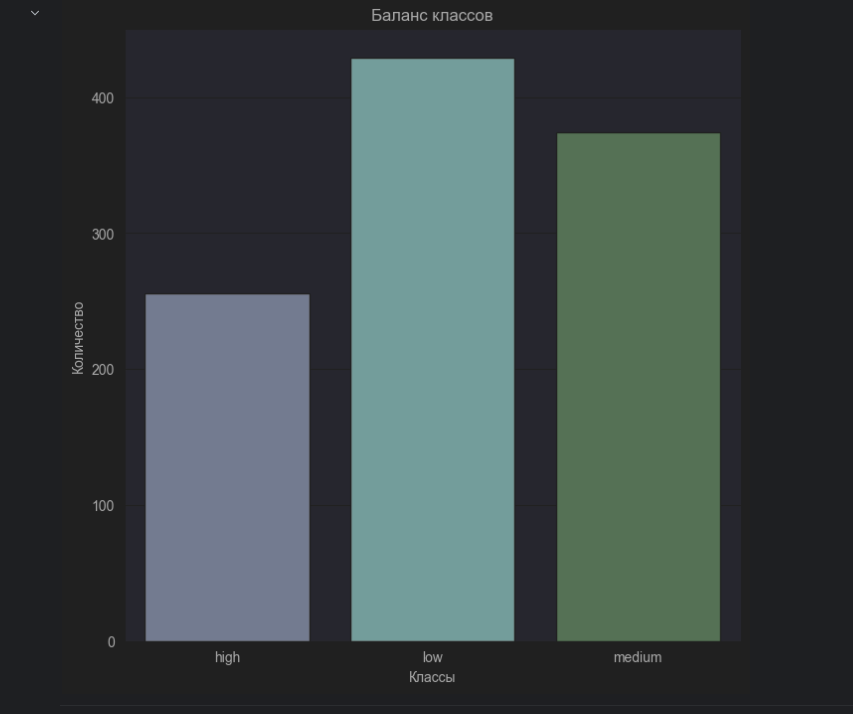 Баланс классов
Количество
400
300
200
100
0
high low medium
Классы